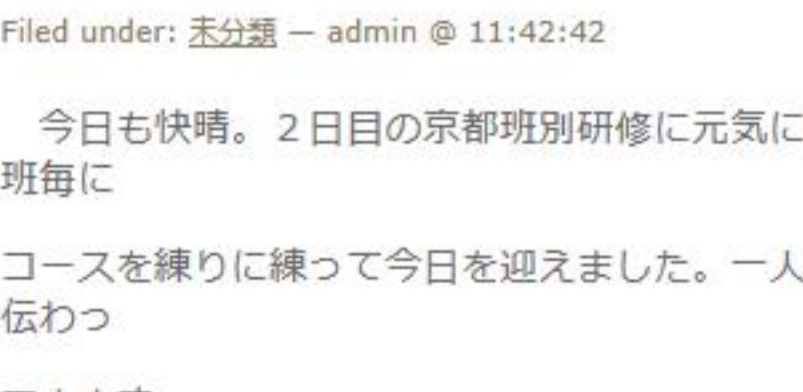 Filed under: 未分類 — admin @ 11:42:42
　今日も快晴。２日目の京都班別研修に元気に
班毎に
コースを練りに練って今日を迎えました。一人
伝わっ